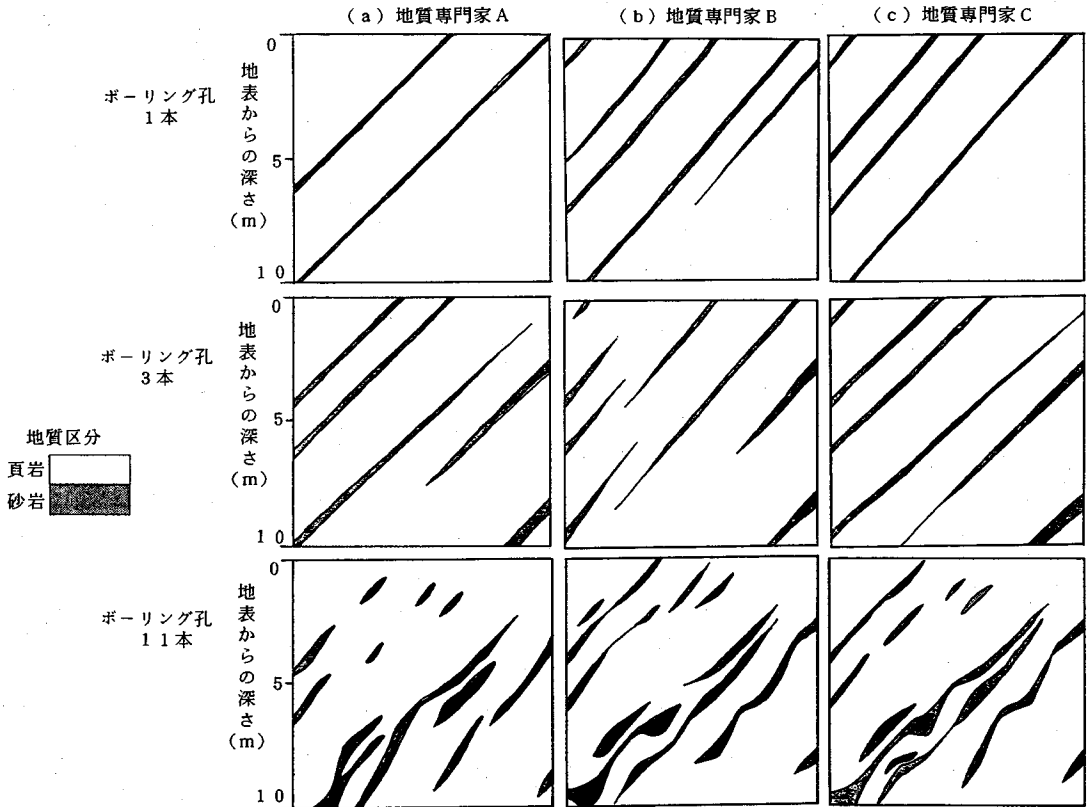 (a) 地質専門家A
(b) 地質専門家B
(c) 地質専門家C
ボーリング孔
1本
地表からの深さ(m)
0
5
10
ボーリング孔
3本
地表からの深さ(m)
0
5
10
地質区分
頁岩
砂岩
ボーリング孔
11本
地表からの深さ(m)
0
5
10